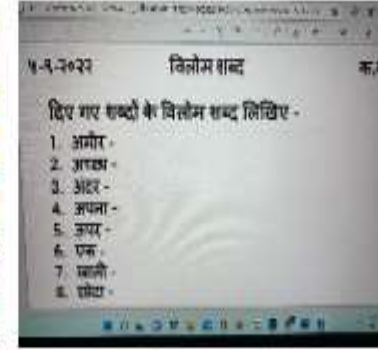 ५-९-२०२२ विलोम शब्द
दिए गए शब्दों के विलोम शब्द लिखिए -
1. अमीर -
2. अच्छा -
3. अंदर -
4. अपना -
5. ऊपर -
6. एक -
7. खाली -
8. छोटा -